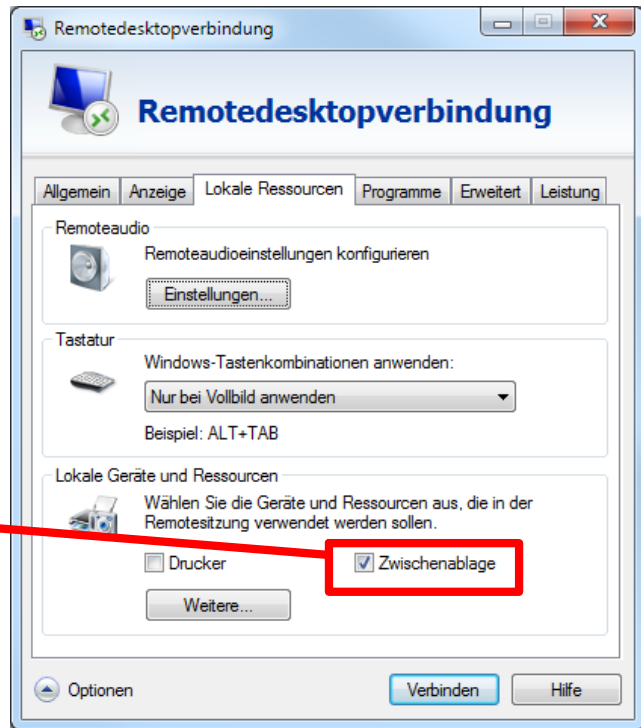 Remotedesktopverbindung
Remotedesktopverbindung
Allgemein Anzeige Lokale Ressourcen Programme Erweitert Leistung
Remoteaudio
Remoteaudioeinstellungen konfigurieren
Einstellungen...
Tastatur
Windows-Tastenkombinationen anwenden:
Nur bei Vollbild anwenden
Beispiel: ALT+TAB
Lokale Geräte und Ressourcen
Wählen Sie die Geräte und Ressourcen aus, die in der
Remotesitzung verwendet werden sollen.
Drucker Zwischenablage
Weitere...
Optionen Verbinden Hilfe